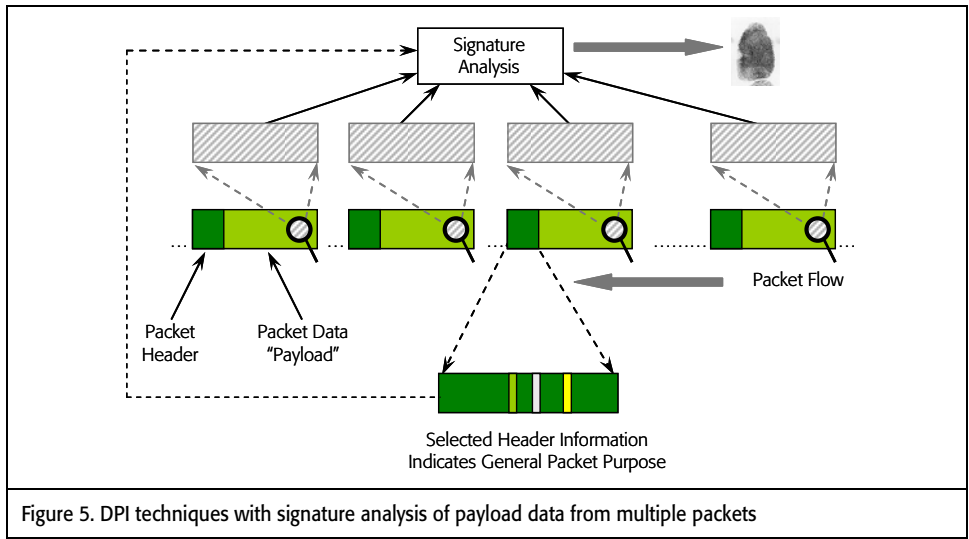 Signature
Analysis
Packet Flow
Packet
Header
Packet Data
“Payload”
Selected Header Information
Indicates General Packet Purpose
Figure 5. DPI techniques with signature analysis of payload data from multiple packets